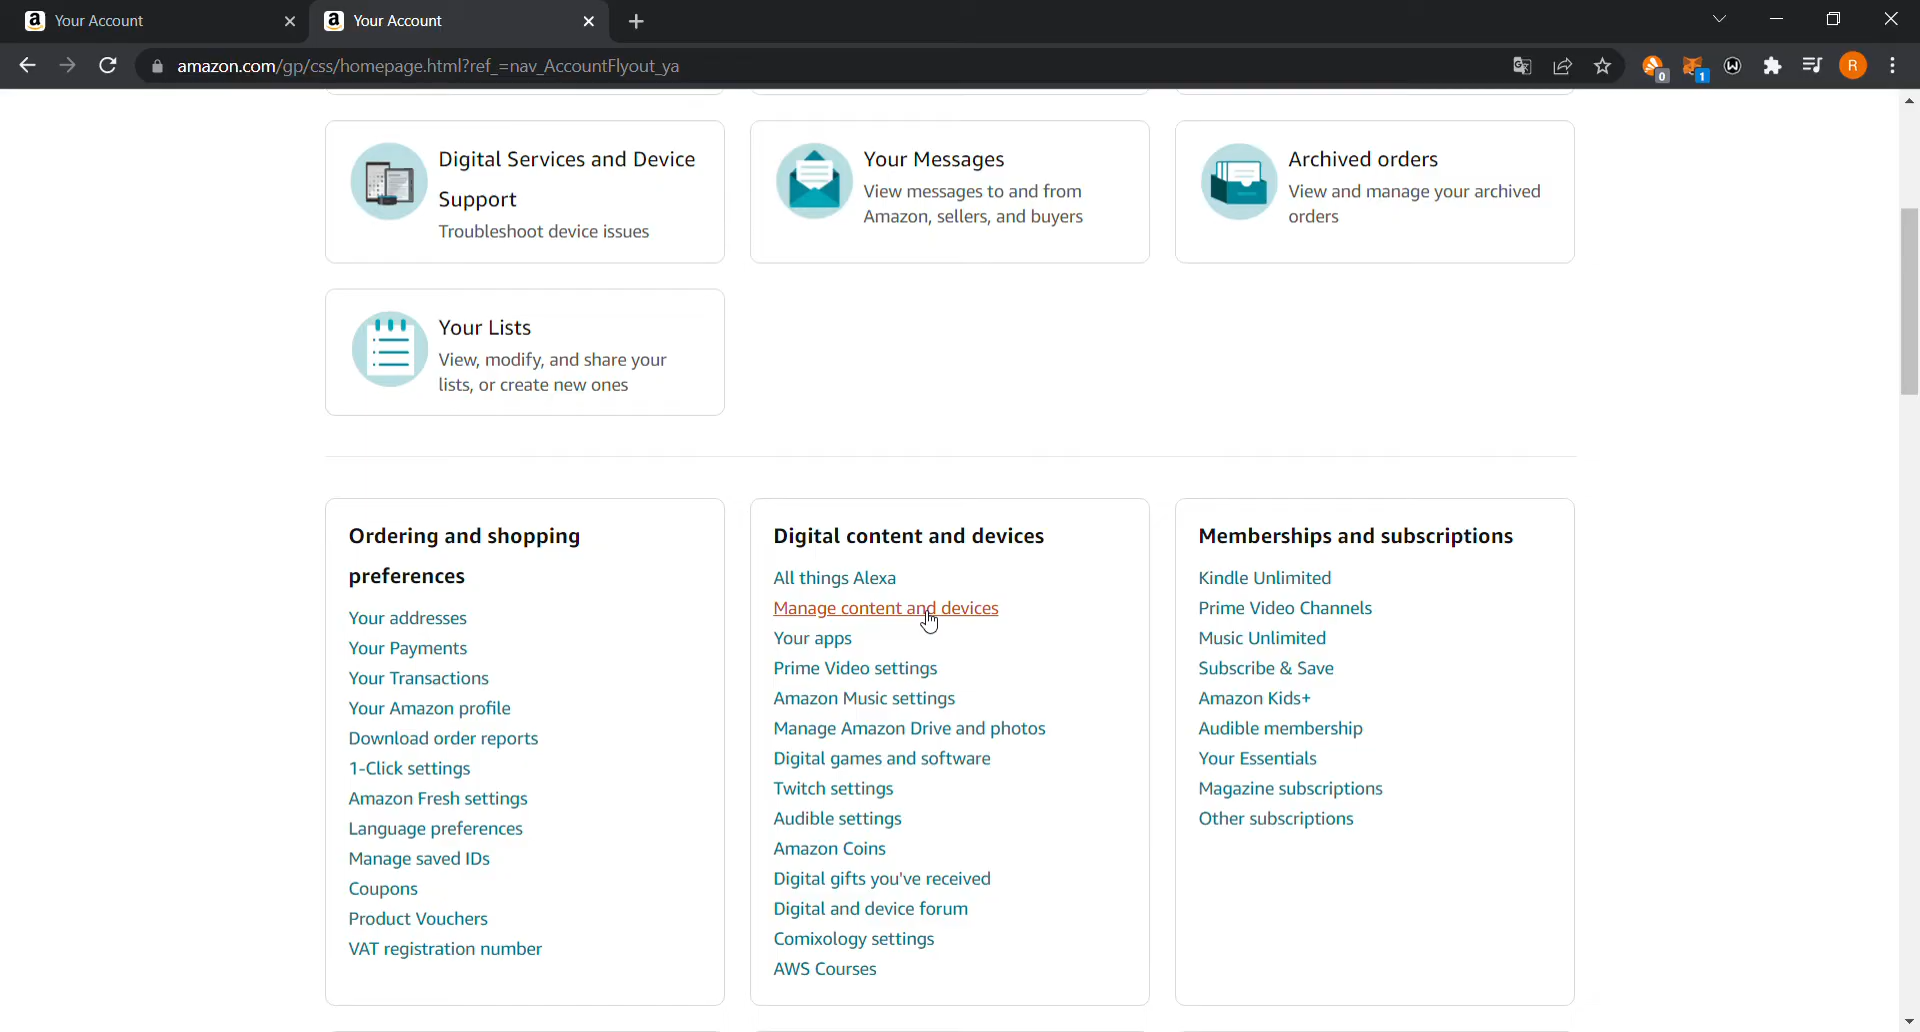 Your Account
Your Account
amazon.com/gp/css/homepage.html?ref_=nav_AccountFlyout_ya
0
1
R
Digital Services and Device
Support
Troubleshoot device issues
Your Messages
View messages to and from
Amazon, sellers, and buyers
Archived orders
View and manage your archived
orders
Your Lists
View, modify, and share your
lists, or create new ones
Ordering and shopping
preferences
Your addresses
Your Payments
Your Transactions
Your Amazon profile
Download order reports
1-Click settings
Amazon Fresh settings
Language preferences
Manage saved IDs
Coupons
Product Vouchers
VAT registration number
Digital content and devices
All things Alexa
Manage content and devices
Your apps
Prime Video settings
Amazon Music settings
Manage Amazon Drive and photos
Digital games and software
Twitch settings
Audible settings
Amazon Coins
Digital gifts you've received
Digital and device forum
Comixology settings
AWS Courses
Memberships and subscriptions
Kindle Unlimited
Prime Video Channels
Music Unlimited
Subscribe & Save
Amazon Kids+
Audible membership
Your Essentials
Magazine subscriptions
Other subscriptions